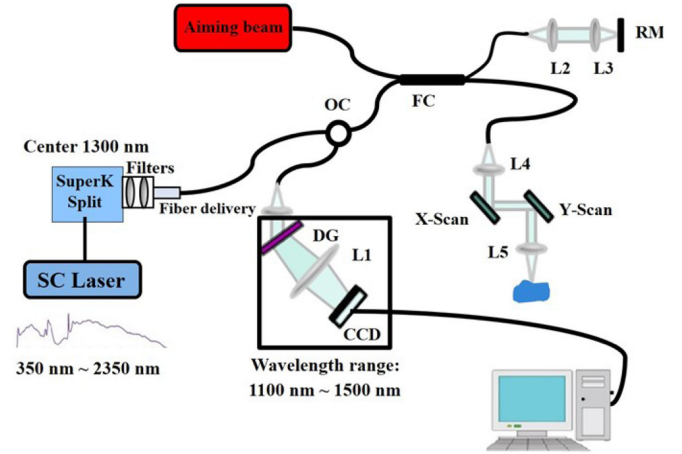 Aiming beam
RM
L2
L3
FC
OC
Center 1300 nm
Filters
SuperK
Split
Fiber delivery
L4
X-Scan
Y-Scan
DG
L1
L5
SC Laser
CCD
350 nm ~ 2350 nm
Wavelength range:
1100 nm ~ 1500 nm